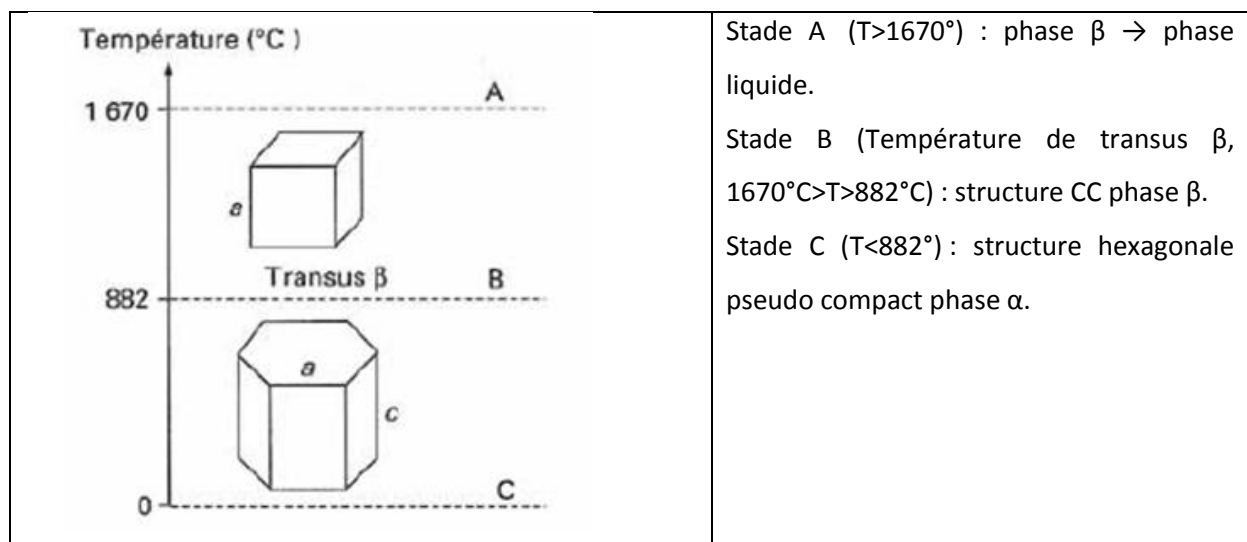 Température (°C)
A
1 670
a
Transus β
B
882
a
c
C
0
Stade A (T>1670°) : phase β → phase
liquide.
Stade B (Température de transus β,
1670°C>T>882°C) : structure CC phase β.
Stade C (T<882°) : structure hexagonale
pseudo compact phase α.